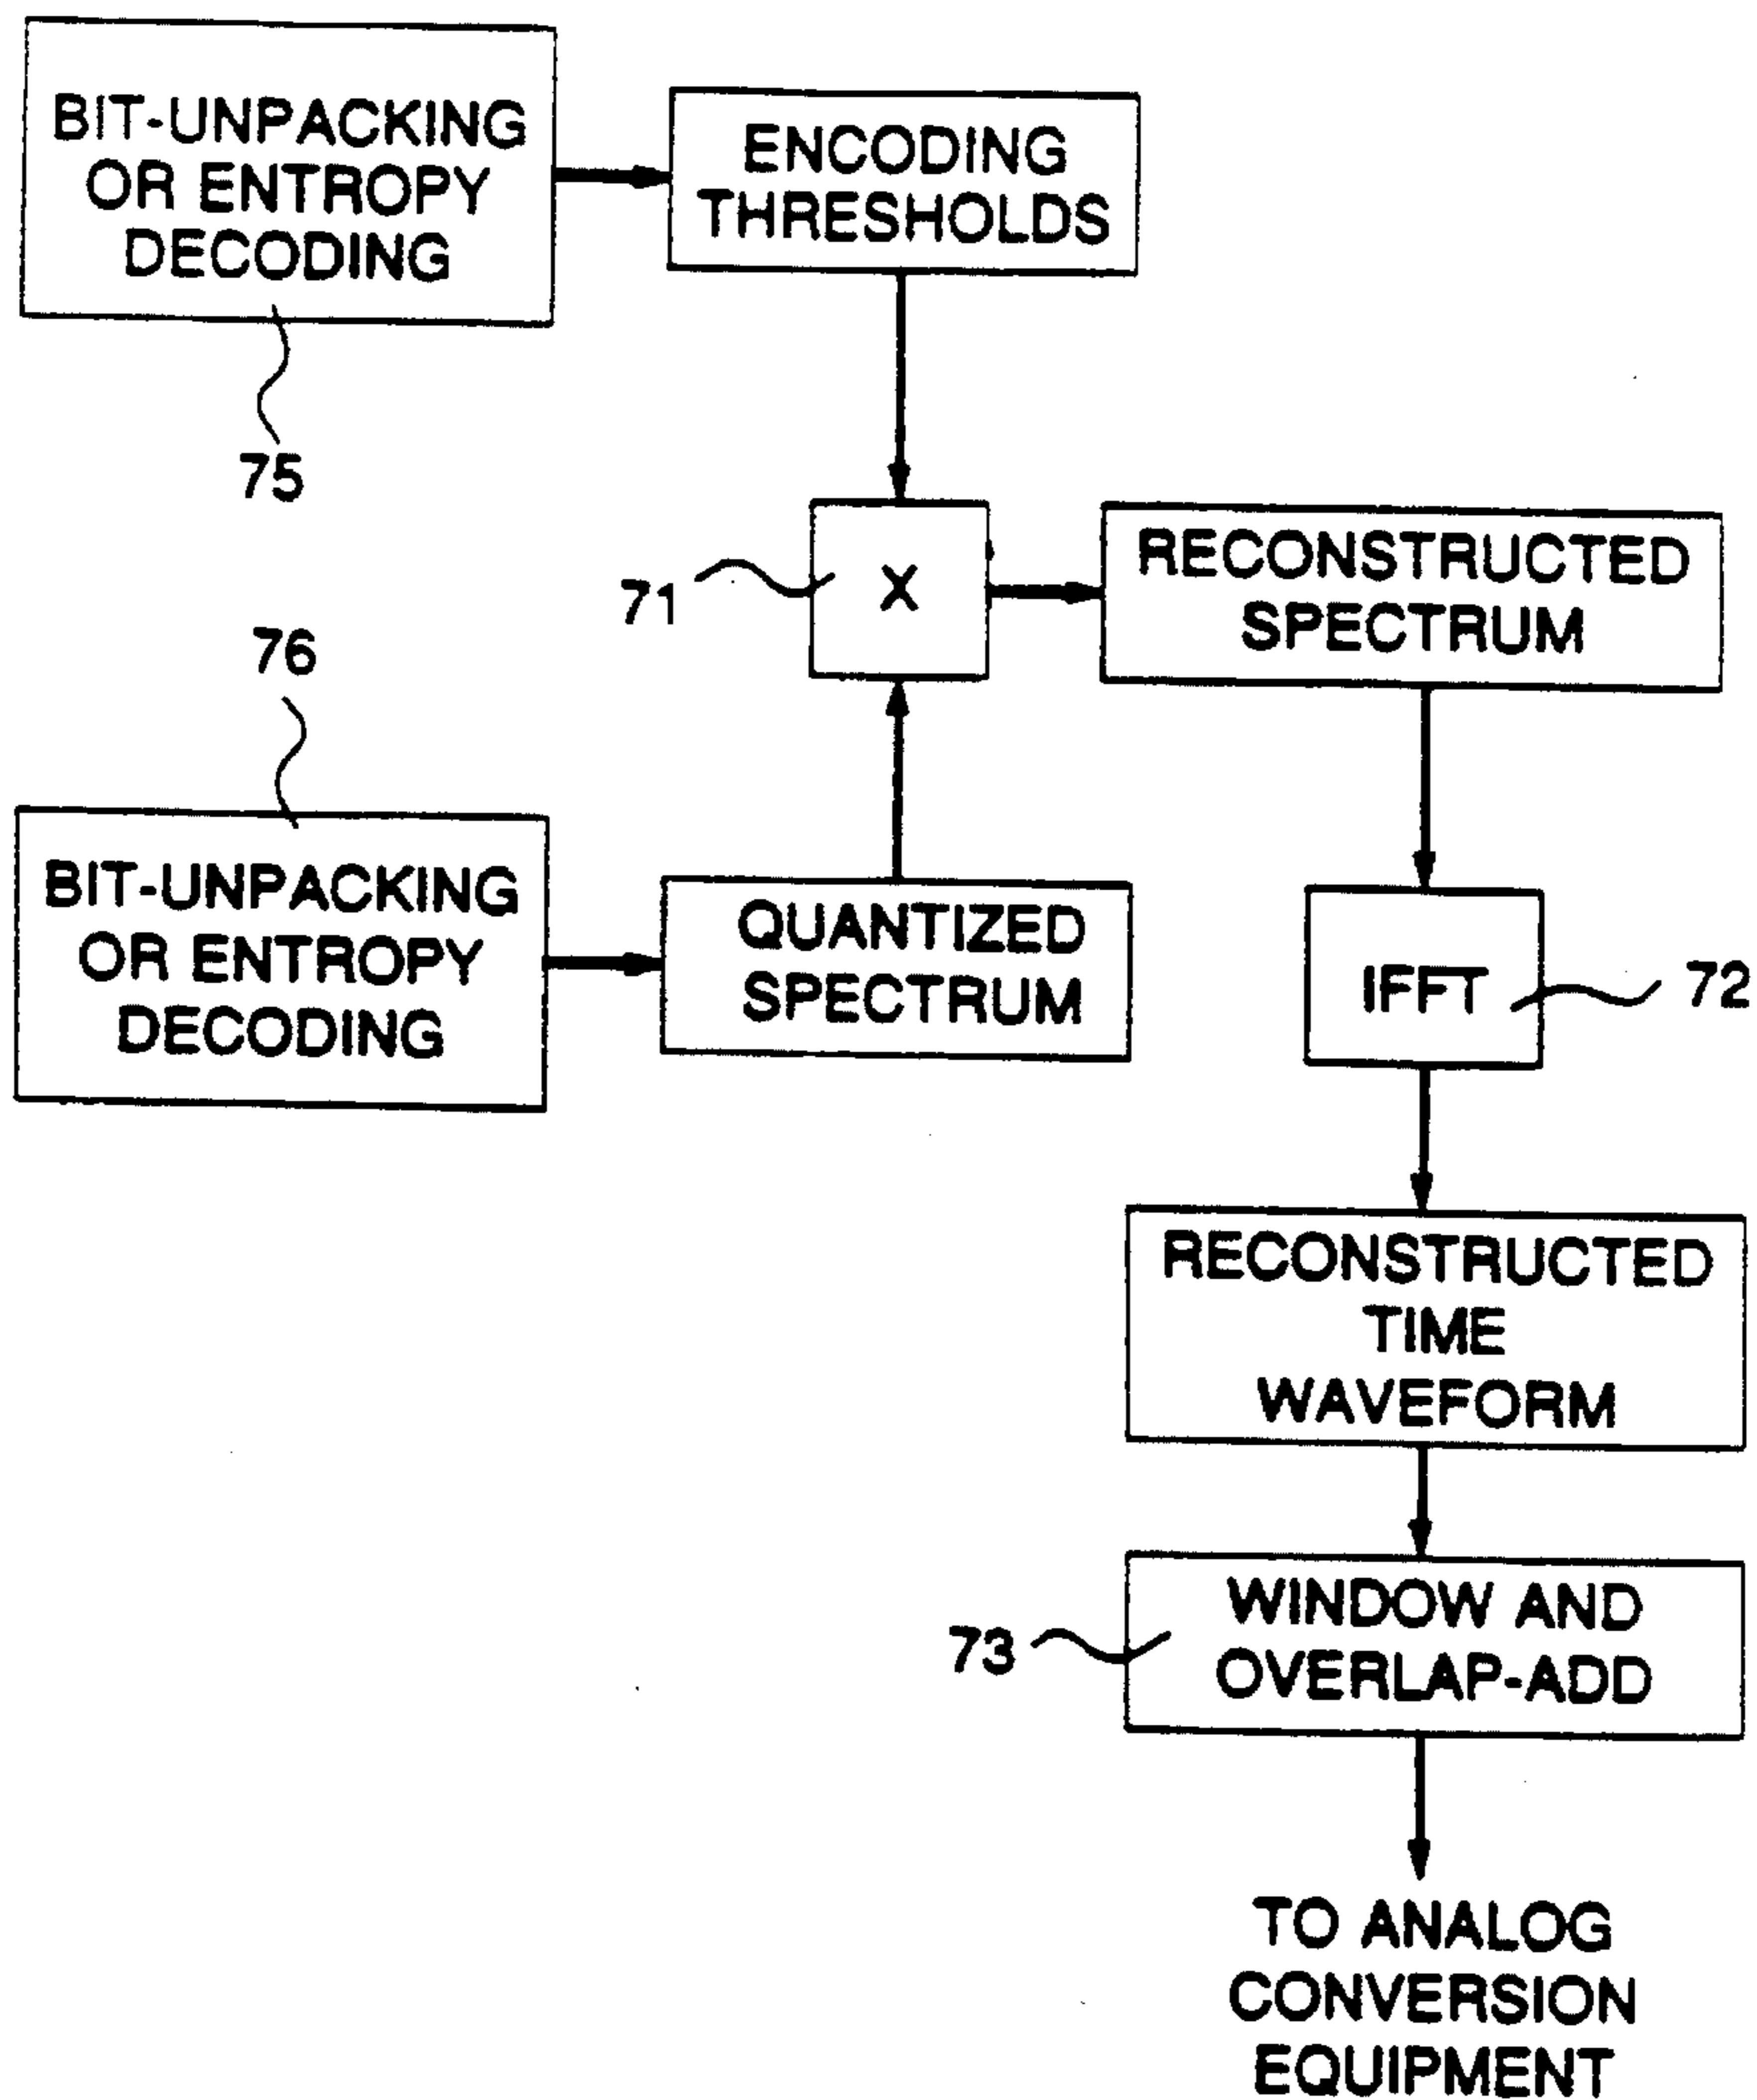 BIT-UNPACKING
OR ENTROPY
DECODING
75
ENCODING
THRESHOLDS
71
X
RECONSTRUCTED
SPECTRUM
76
BIT-UNPACKING
OR ENTROPY
DECODING
QUANTIZED
SPECTRUM
IFFT
72
RECONSTRUCTED
TIME
WAVEFORM
73
WINDOW AND
OVERLAP-ADD
TO ANALOG
CONVERSION
EQUIPMENT